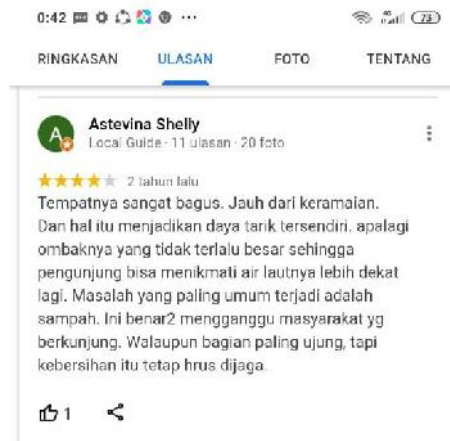 0:42
73
RINGKASAN ULASAN FOTO TENTANG
A
Astevina Shelly
Local Guide · 11 ulasan · 20 foto
2 tahun lalu
Tempatnya sangat bagus. Jauh dari keramaian.
Dan hal itu menjadikan daya tarik tersendiri. apalagi
ombaknya yang tidak terlalu besar sehingga
pengunjung bisa menikmati air lautnya lebih dekat
lagi. Masalah yang paling umum terjadi adalah
sampah. Ini benar2 mengganggu masyarakat yg
berkunjung. Walaupun bagian paling ujung, tapi
kebersihan itu tetap hrus dijaga.
1